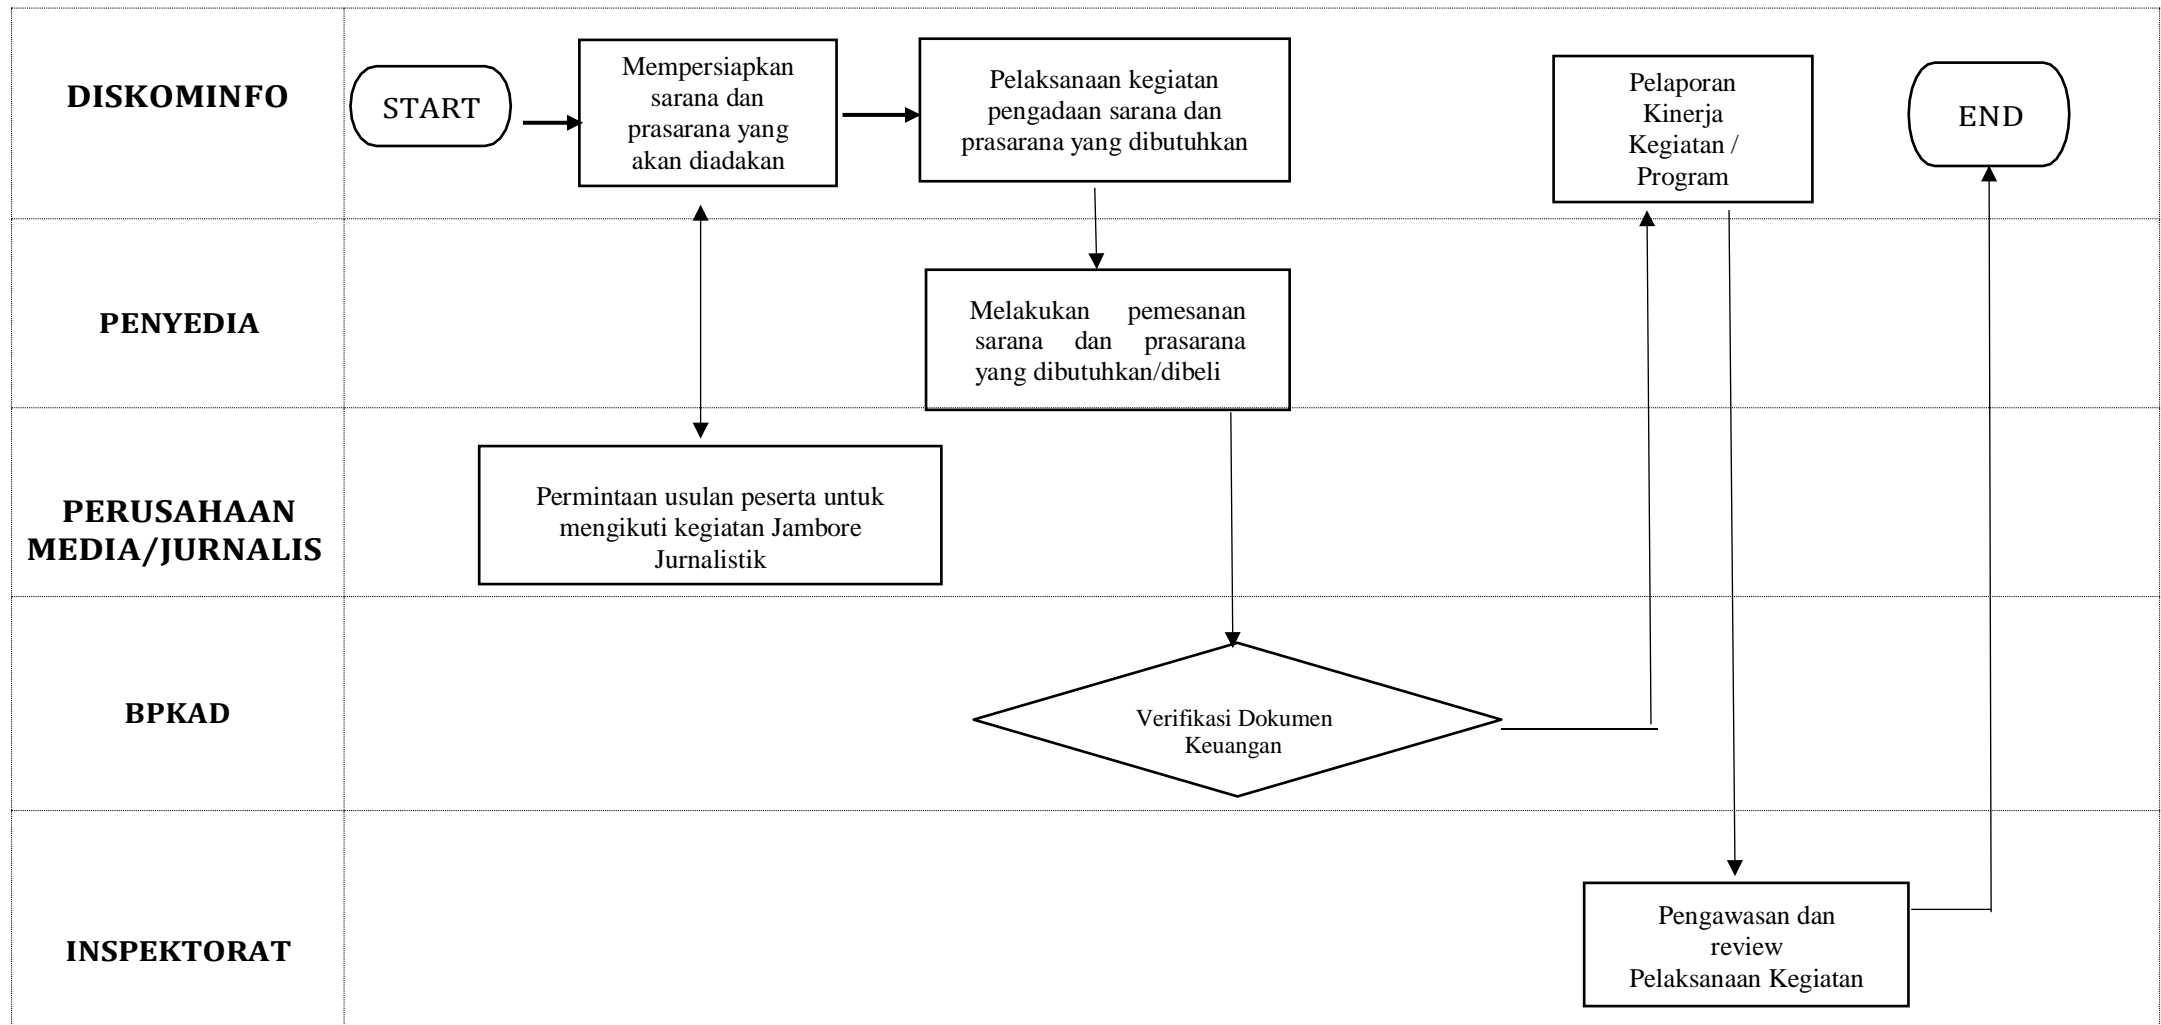 DISKOMINFO
START
Mempersiapkan
sarana dan
prasarana yang
akan diadakan
Pelaksanaan kegiatan
pengadaan sarana dan
prasarana yang dibutuhkan
Pelaporan
Kinerja
Kegiatan /
Program
END
PENYEDIA
Melakukan pemesanan
sarana dan prasarana
yang dibutuhkan/dibeli
PERUSAHAAN
MEDIA/JURNALIS
Permintaan usulan peserta untuk
mengikuti kegiatan Jambore
Jurnalistik
BPKAD
Verifikasi Dokumen
Keuangan
INSPEKTORAT
Pengawasan dan
review
Pelaksanaan Kegiatan